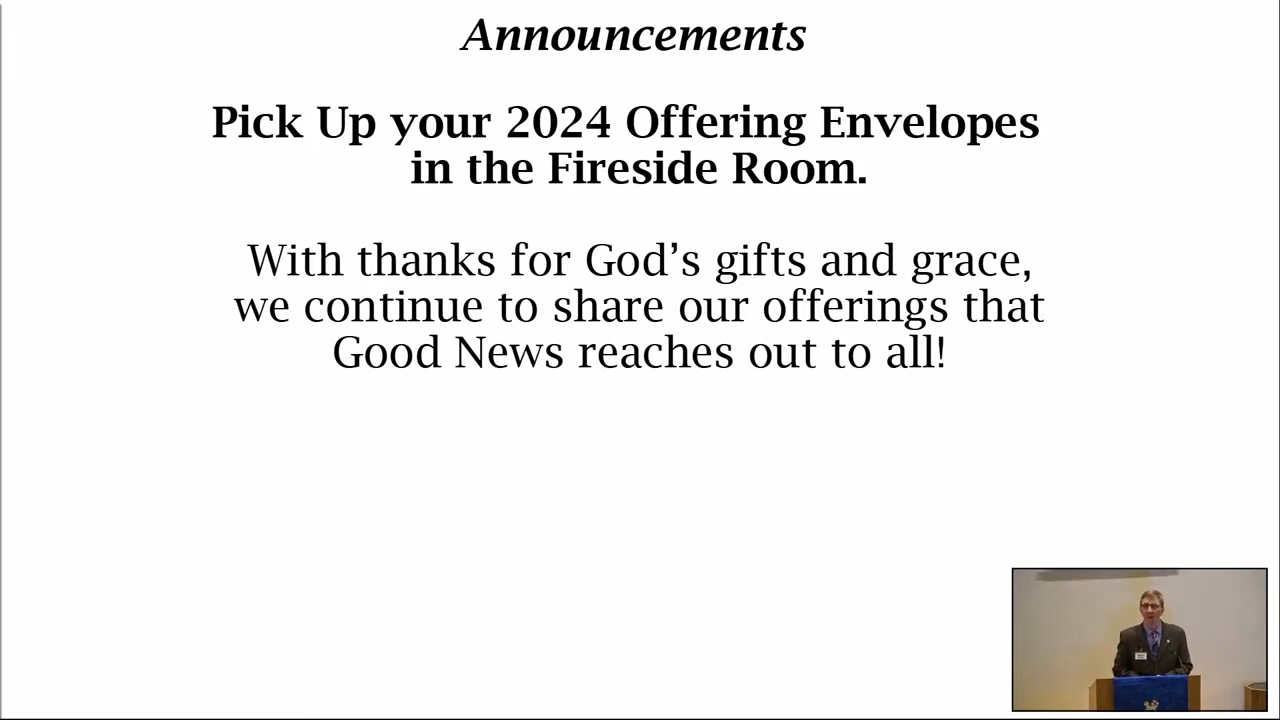 Announcements
Pick Up your 2024 Offering Envelopes
in the Fireside Room.
With thanks for God’s gifts and grace,
we continue to share our offerings that
Good News reaches out to all!